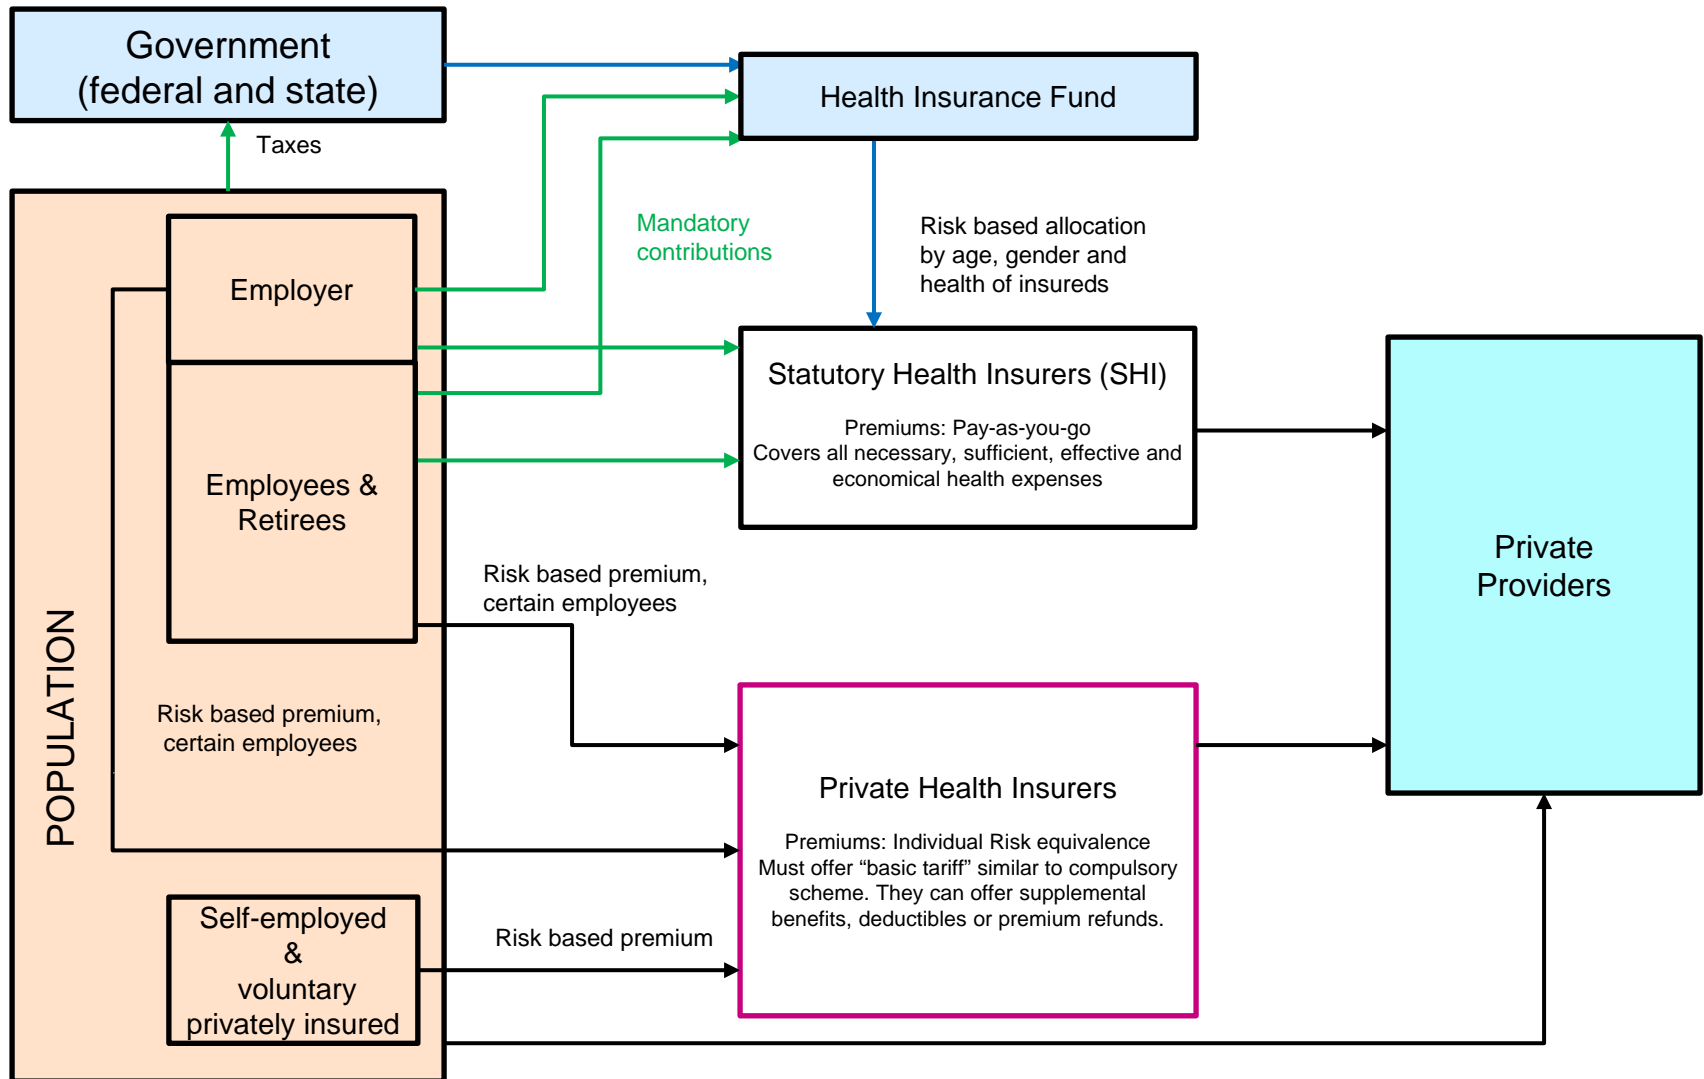 Government
(federal and state)
Taxes
Health Insurance Fund
Mandatory
contributions
Risk based allocation
by age, gender and
health of insureds
POPULATION
Employer
Employees &
Retirees
Statutory Health Insurers (SHI)
Premiums: Pay-as-you-go
Covers all necessary, sufficient, effective and
economical health expenses
Private
Providers
Risk based premium,
certain employees
Risk based premium,
certain employees
Private Health Insurers
Premiums: Individual Risk equivalence
Must offer “basic tariff” similar to compulsory
scheme. They can offer supplemental
benefits, deductibles or premium refunds.
Self-employed
&
voluntary
privately insured
Risk based premium